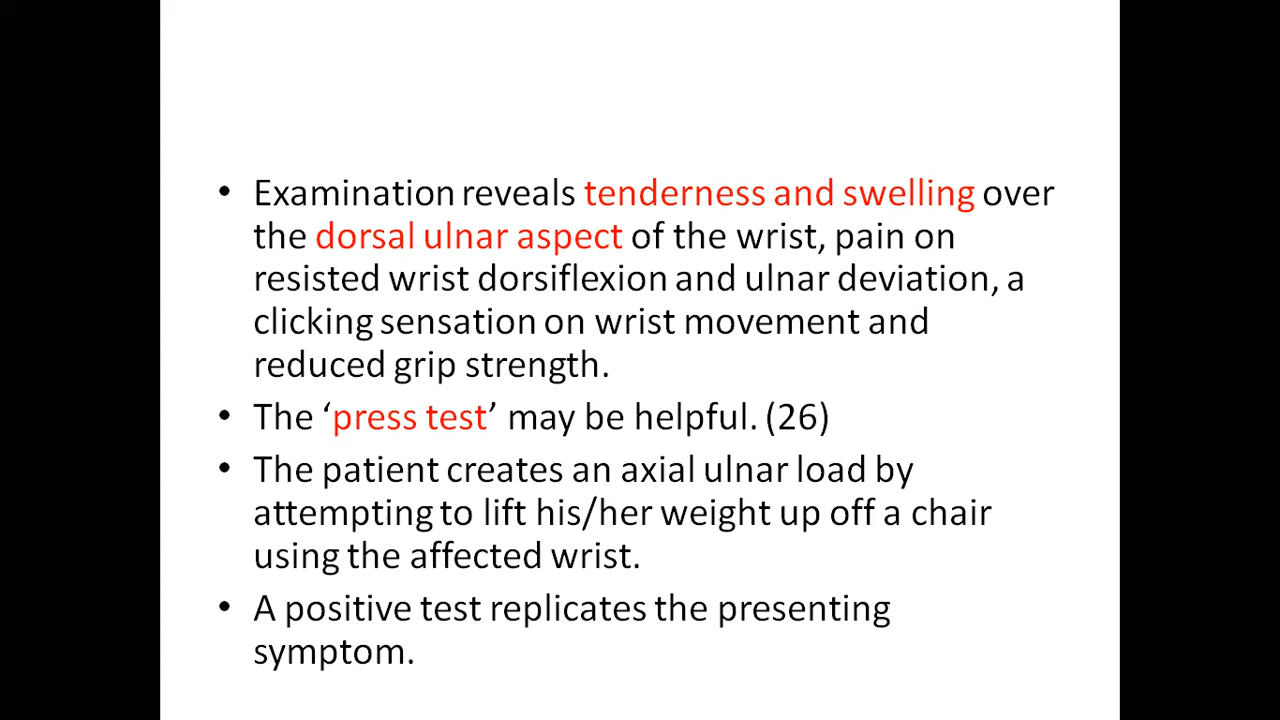 • Examination reveals tenderness and swelling over
the dorsal ulnar aspect of the wrist, pain on
resisted wrist dorsiflexion and ulnar deviation, a
clicking sensation on wrist movement and
reduced grip strength.
• The ‘press test’ may be helpful. (26)
• The patient creates an axial ulnar load by
attempting to lift his/her weight up off a chair
using the affected wrist.
• A positive test replicates the presenting
symptom.